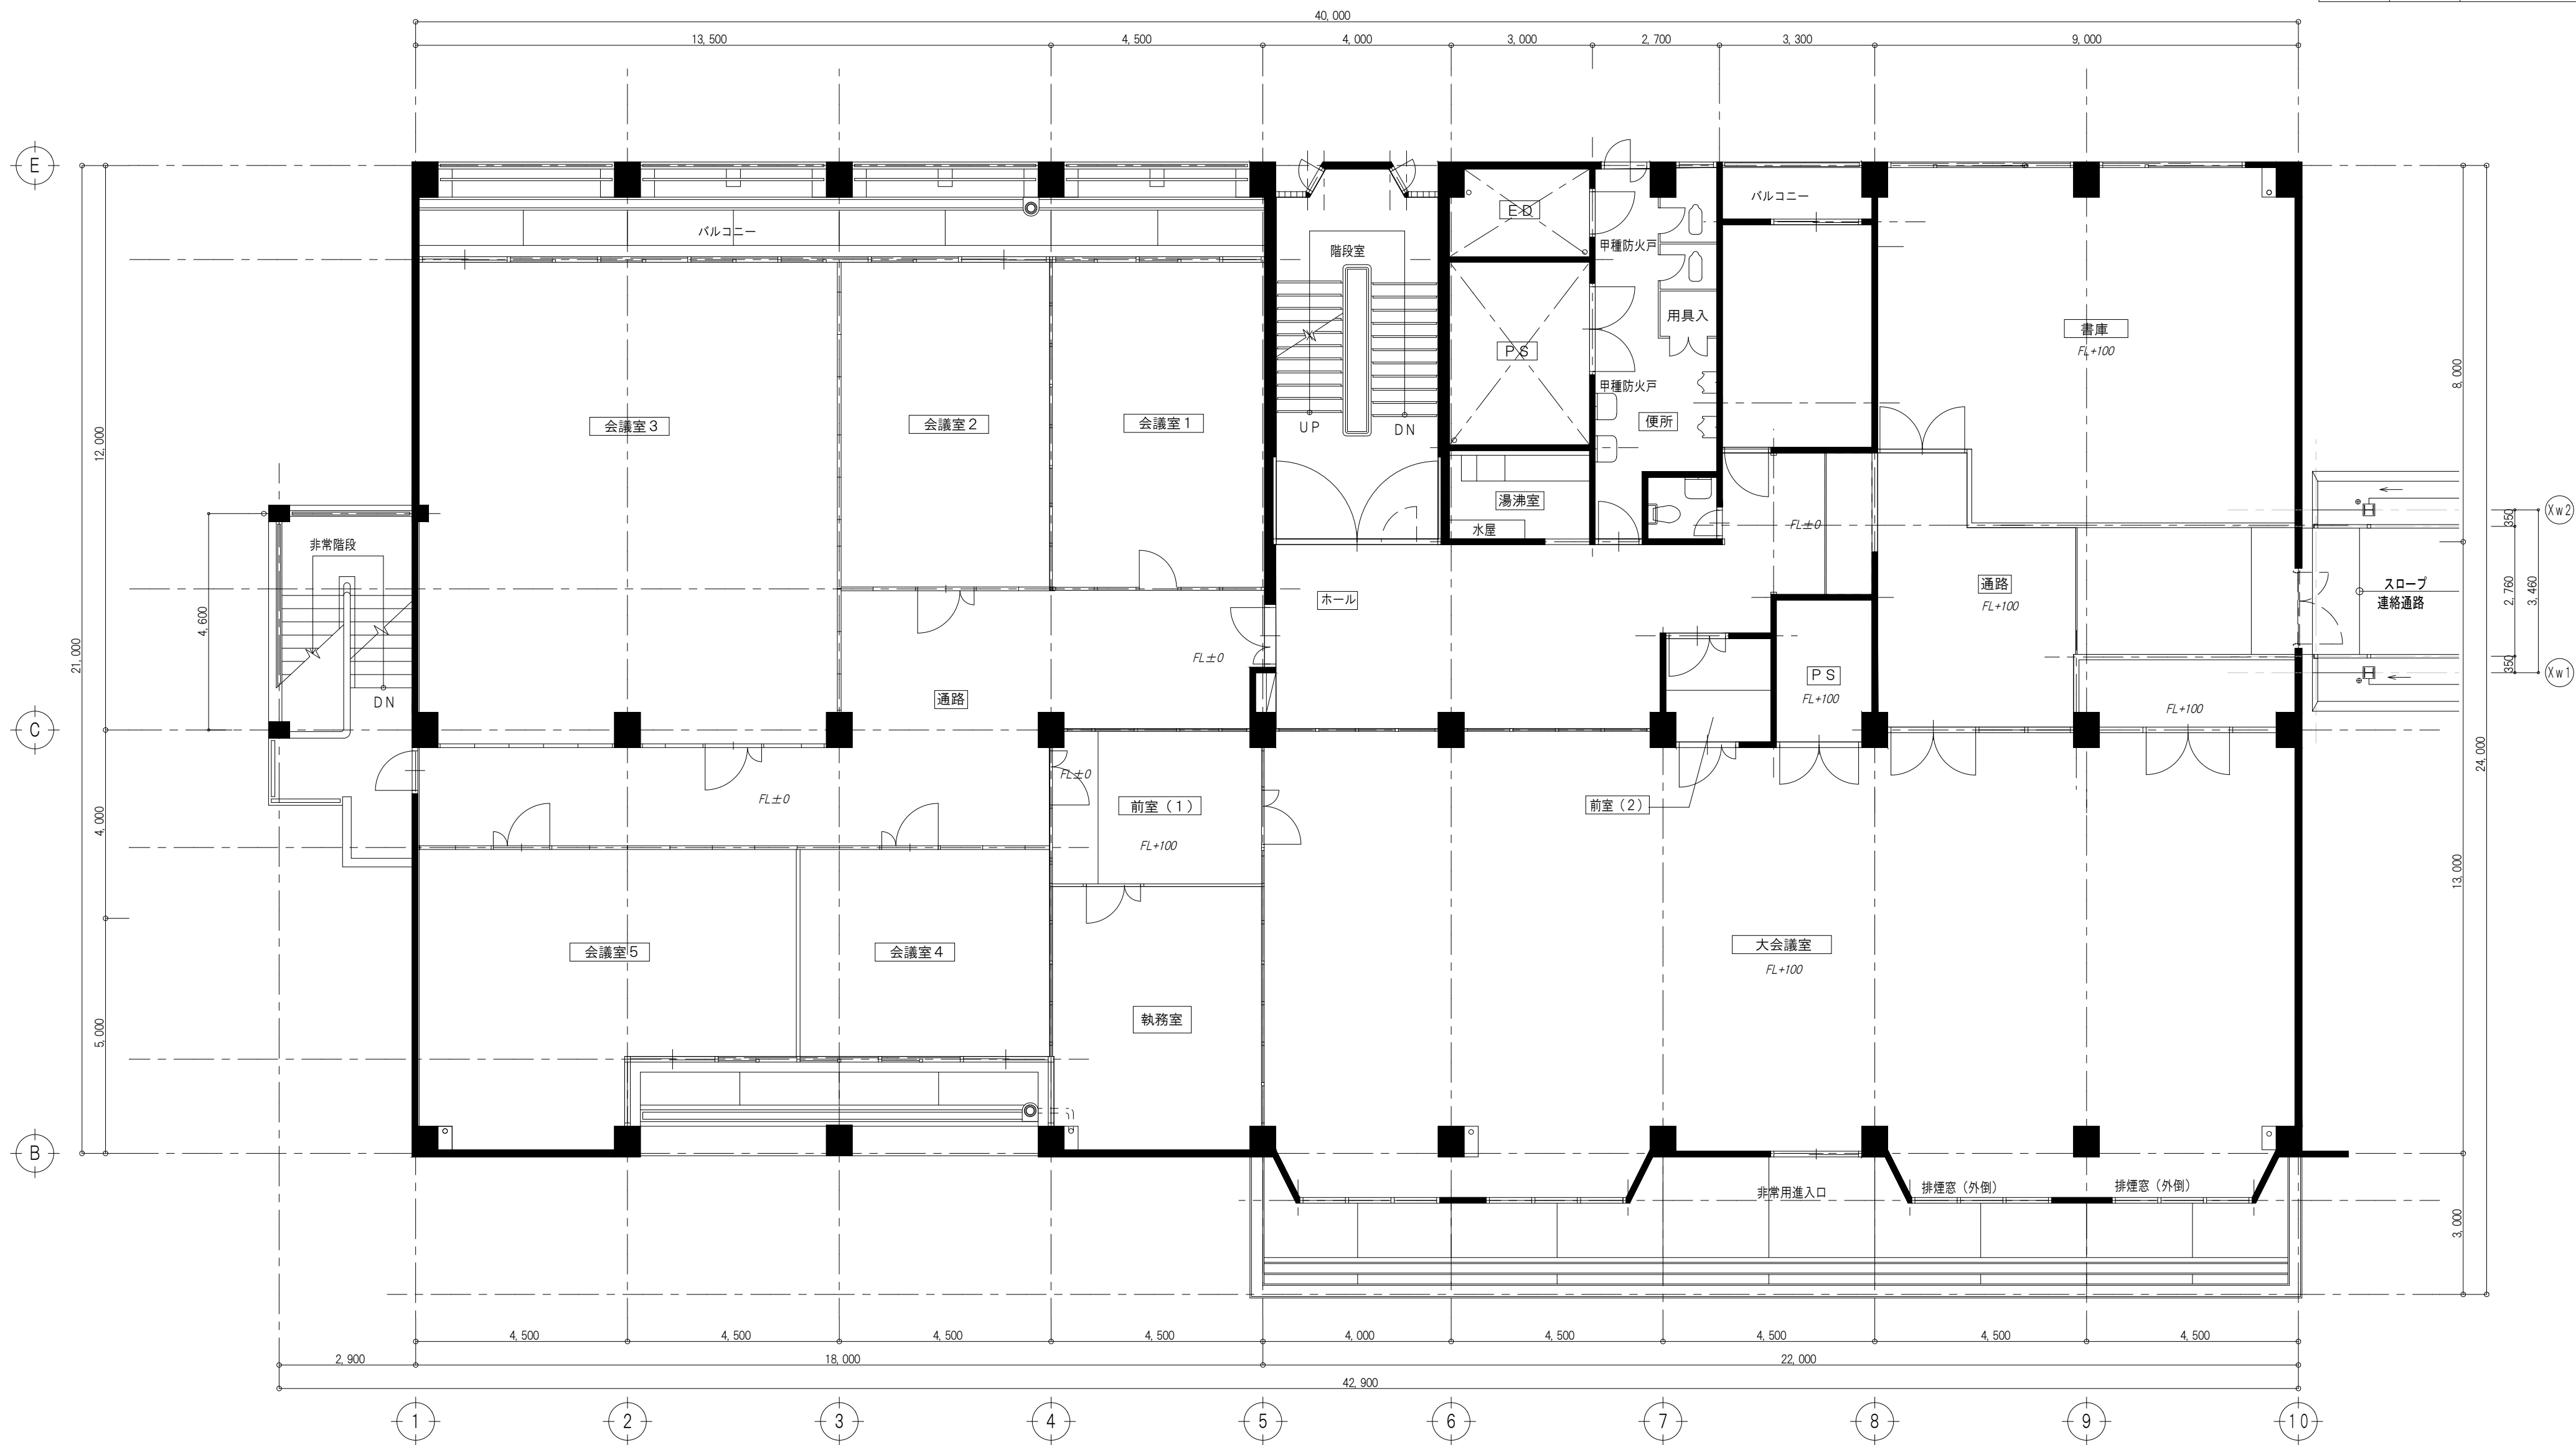 40,000
13,500
4,500
4,000
3,000
2,700
3,300
9,000
E
バルコニー
バルコニー
ED
階段室
甲種防火戸
用具入
書庫
FL+100
PS
8,000
甲種防火戸
会議室3
会議室2
会議室1
便所
UP
DN
12,000
湯沸室
水屋
FL±0
350
Xw2
非常階段
4,600
ホール
通路
FL+100
スロープ
連絡通路
2,760
3,460
21,000
FL±0
350
Xw1
DN
通路
PS
FL+100
FL+100
C
24,000
FL±0
FL±0
前室(1)
FL+100
前室(2)
4,000
13,000
会議室5
会議室4
大会議室
FL+100
執務室
5,000
B
非常用進入口
排煙窓(外倒)
排煙窓(外倒)
3,000
4,500
4,500
4,500
4,500
4,000
4,500
4,500
4,500
4,500
2,900
18,000
22,000
42,900
1
2
3
4
5
6
7
8
9
10